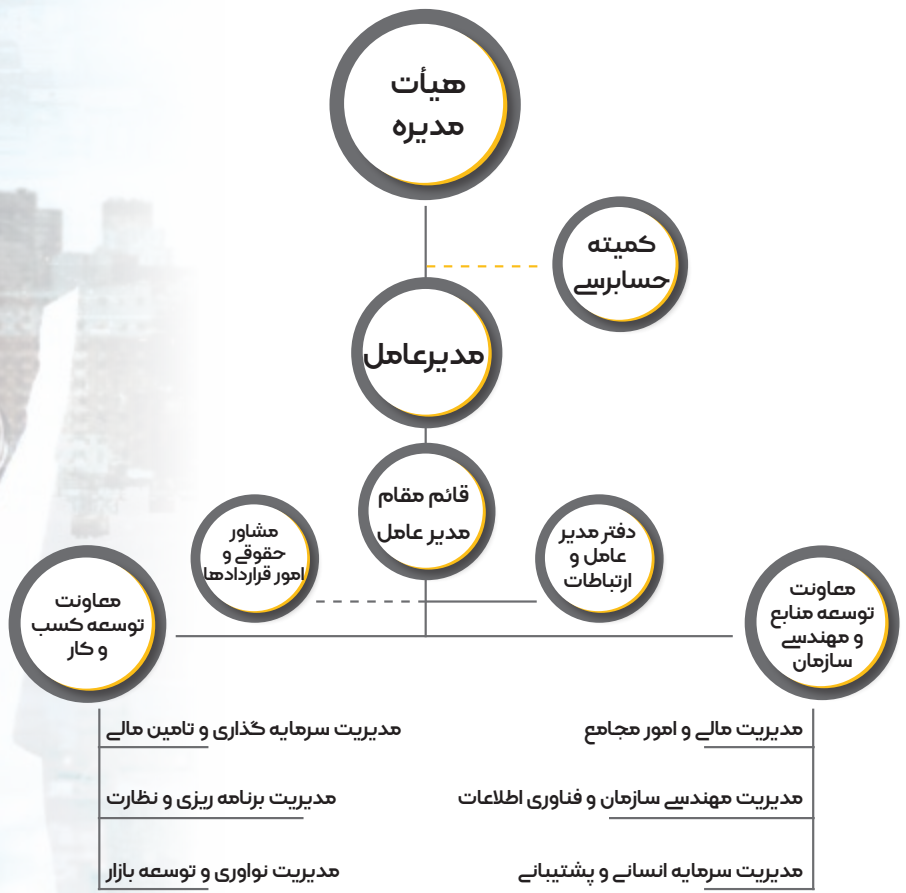 هیأت
مدیره
کمیته
حسابرسی
مدیرعامل
قائم مقام
مدیر عامل
دفتر مدیر
عامل و
ارتباطات
مشاور
حقوقی و
امور قراردادها
معاونت
توسعه منابع
و مهندسی
سازمان
معاونت
توسعه کسب
و کار
مدیریت مالی و امور مجامع
مدیریت مهندسی سازمان و فناوری اطلاعات
مدیریت سرمایه انسانی و پشتیبانی
مدیریت سرمایه گذاری و تامین مالی
مدیریت برنامه ریزی و نظارت
مدیریت نواوری و توسعه بازار